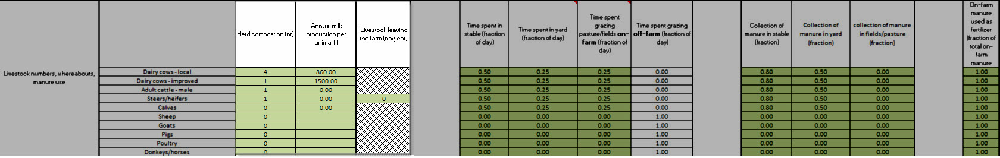 Livestock numbers, whereabouts, manure use
Herd compostion (nr) | Annual milk production per animal (l) | Livestock leaving the farm (no/year) | Time spent in stable (fraction of day) | Time spent in yard (fraction of day) | Time spent grazing pasture/fields on-farm (fraction of day) | Time spent grazing off-farm (fraction of day) | Collection of manure in stable (fraction) | Collection of manure in yard (fraction) | collection of manure in fields/pasture (fraction) | On-farm manure used as fertilizer (fraction of total on-farm manure
Dairy cows - local 4 860.00 0.50 0.25 0.25 0.00 0.80 0.50 0.00 1.00
Dairy cows - improved 1 1500.00 0.50 0.25 0.25 0.00 0.80 0.50 0.00 1.00
Adult cattle - male 1 0.00 0.50 0.25 0.25 0.00 0.80 0.50 0.00 1.00
Steers/heifers 1 0.00 0 0.50 0.25 0.25 0.00 0.80 0.50 0.00 1.00
Calves 0 0.00 0.50 0.25 0.25 0.00 0.80 0.50 0.00 1.00
Sheep 0 0.00 0.00 0.00 1.00 0.00 0.00 0.00 1.00
Goats 0 0.00 0.00 0.00 1.00 0.00 0.00 0.00 1.00
Pigs 0 0.00 0.00 0.00 1.00 0.00 0.00 0.00 1.00
Poultry 0 0.00 0.00 0.00 1.00 0.00 0.00 0.00 1.00
Donkeys/horses 0 0.00 0.00 0.00 1.00 0.00 0.00 0.00 1.00